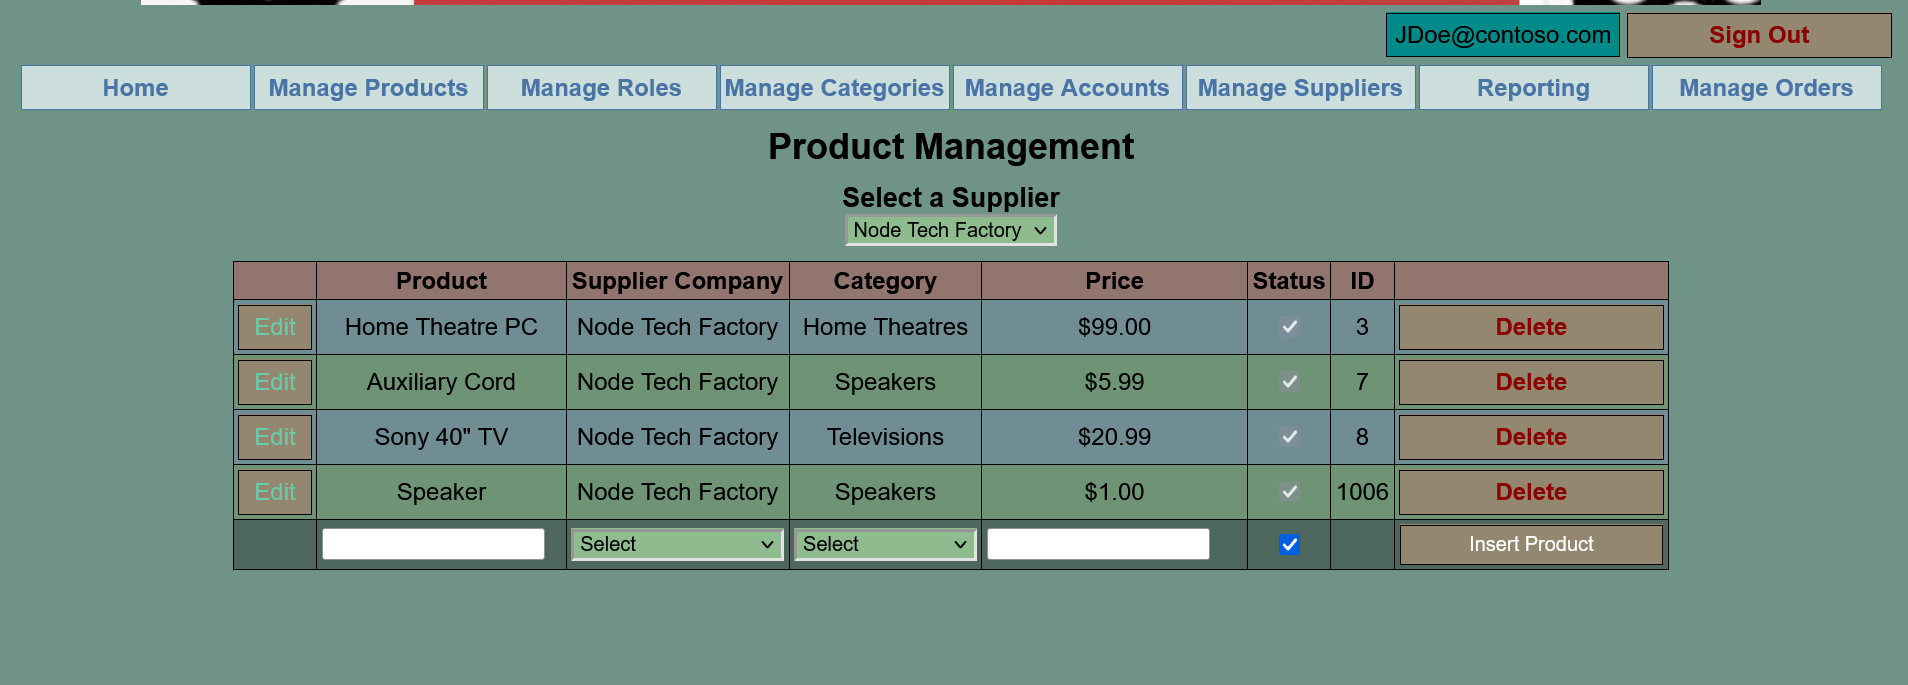 JDoe@contoso.com Sign Out
Home Manage Products Manage Roles Manage Categories Manage Accounts Manage Suppliers Reporting Manage Orders
Product Management
Select a Supplier
Node Tech Factory
Product Supplier Company Category Price Status ID
Edit Home Theatre PC Node Tech Factory Home Theatres $99.00 3 Delete
Edit Auxiliary Cord Node Tech Factory Speakers $5.99 7 Delete
Edit Sony 40" TV Node Tech Factory Televisions $20.99 8 Delete
Edit Speaker Node Tech Factory Speakers $1.00 1006 Delete
Select Select Insert Product